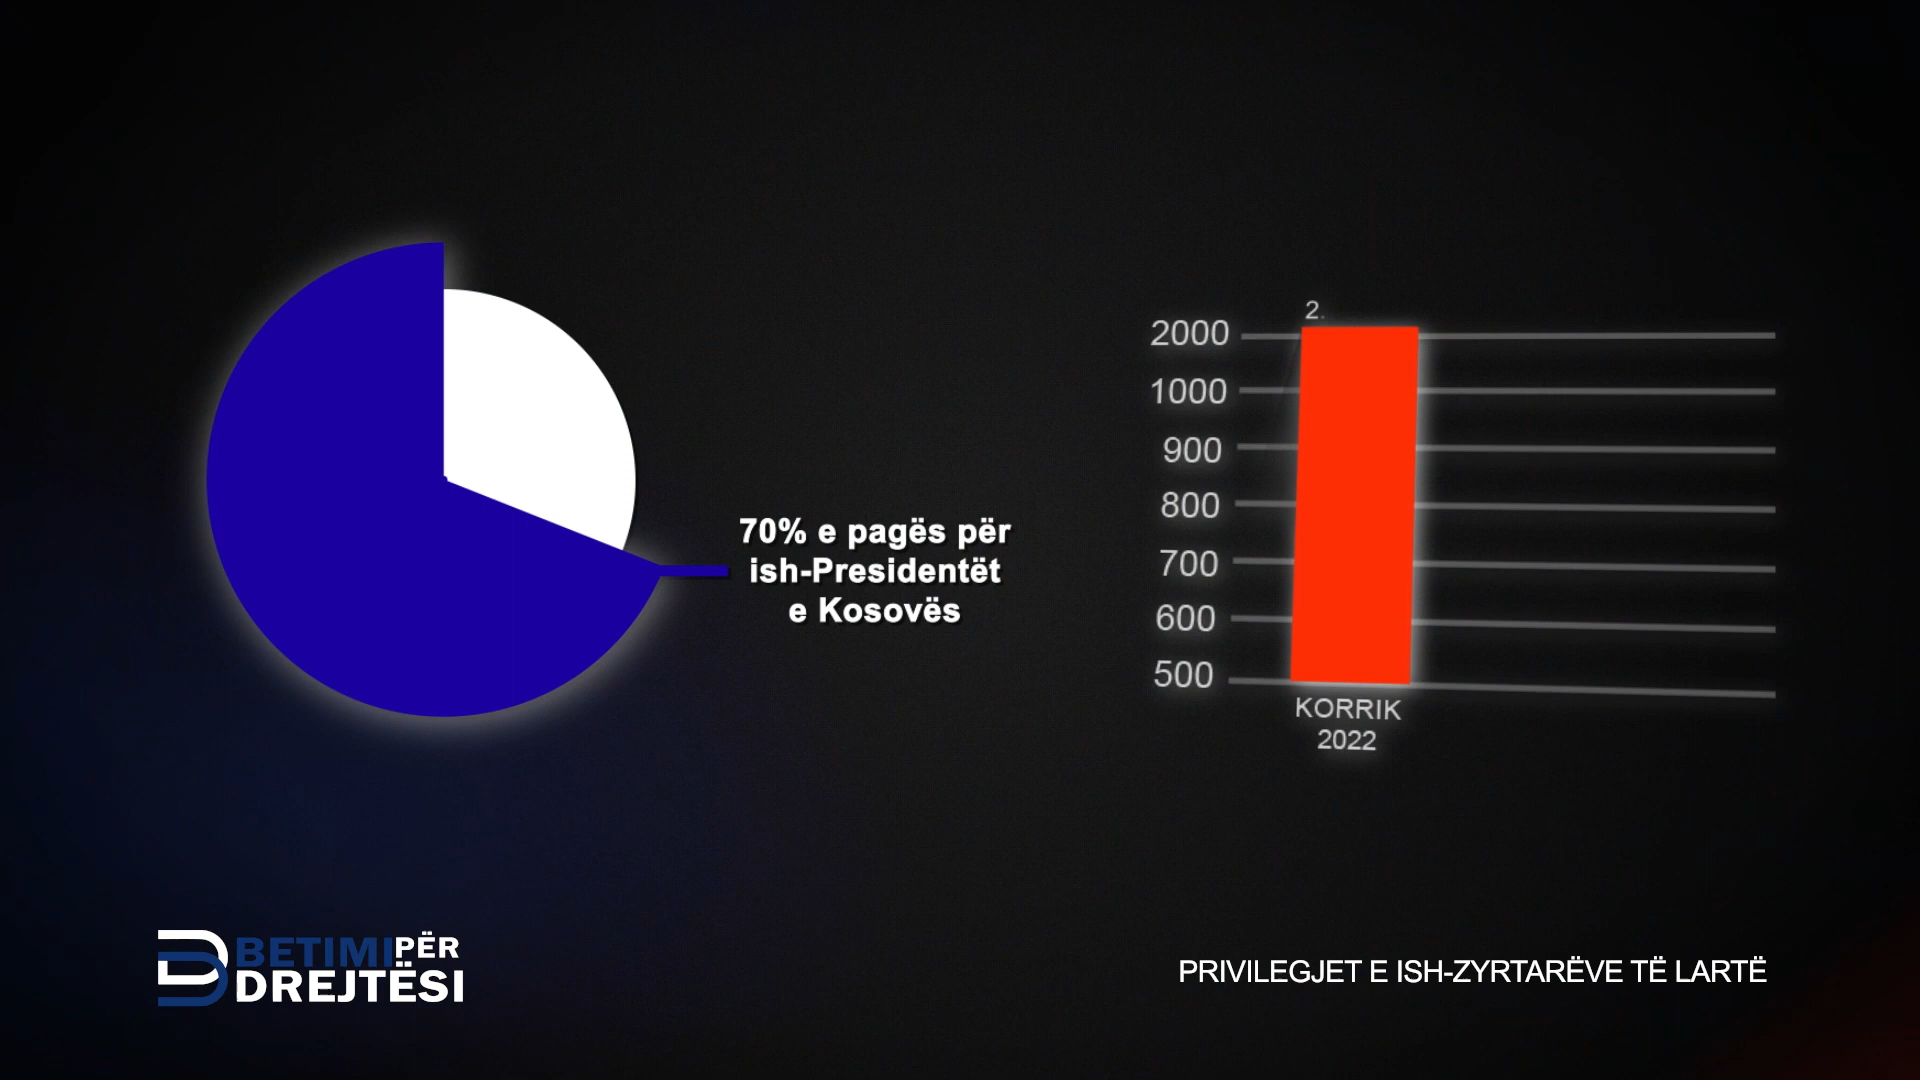 70% e pagës për
ish-Presidentët
e Kosovës
2.
2000
1000
900
800
700
600
500
KORRIK
2022
BETIMI PËR
DREJTËSI
PRIVILEGJET E ISH-ZYRTARËVE TË LARTË